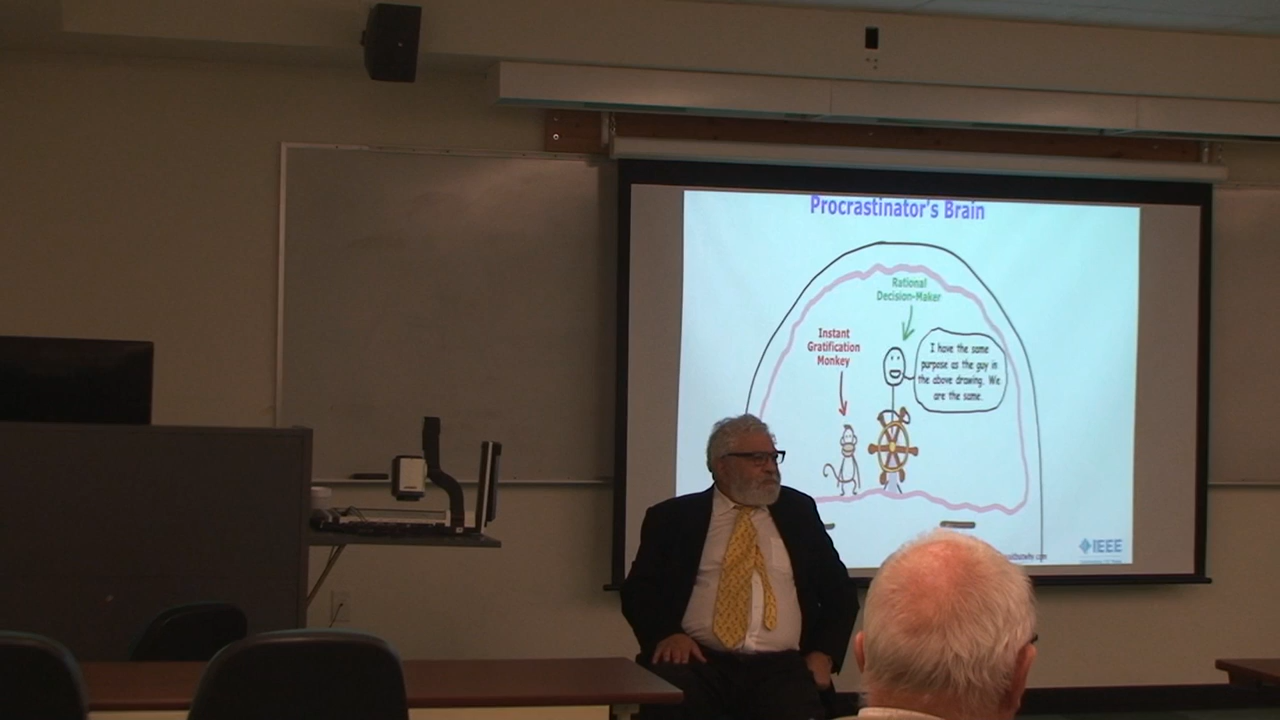 Procrastinator's Brain
Rational
Decision-Maker
Instant
Gratification
Monkey
I have the same
purpose as the guy in
the above drawing. We
are the same.
IEEE